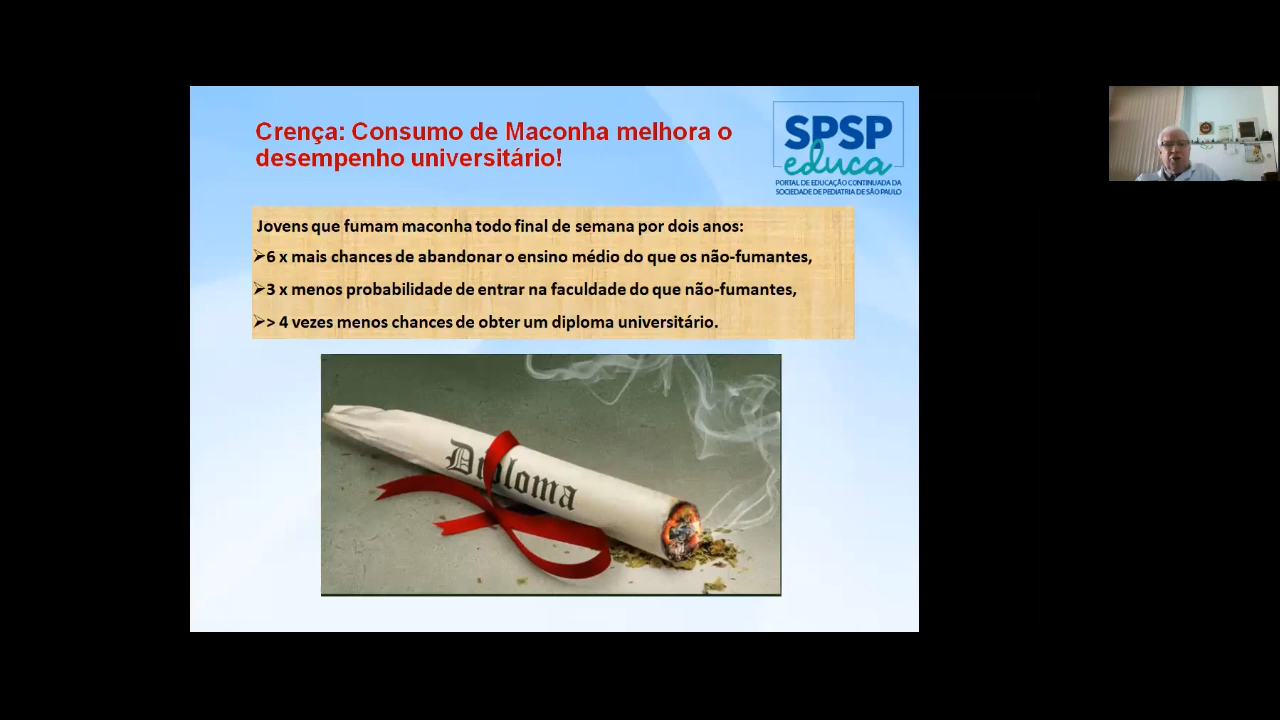 Crença: Consumo de Maconha melhora o
desempenho universitário!
SPSP
educa
PORTAL DE EDUCAÇÃO CONTINUADA DA
SOCIEDADE DE PEDIATRIA DE SÃO PAULO
Jovens que fumam maconha todo final de semana por dois anos:
➢6 x mais chances de abandonar o ensino médio do que os não-fumantes,
➢3 x menos probabilidade de entrar na faculdade do que não-fumantes,
➢> 4 vezes menos chances de obter um diploma universitário.
Diploma